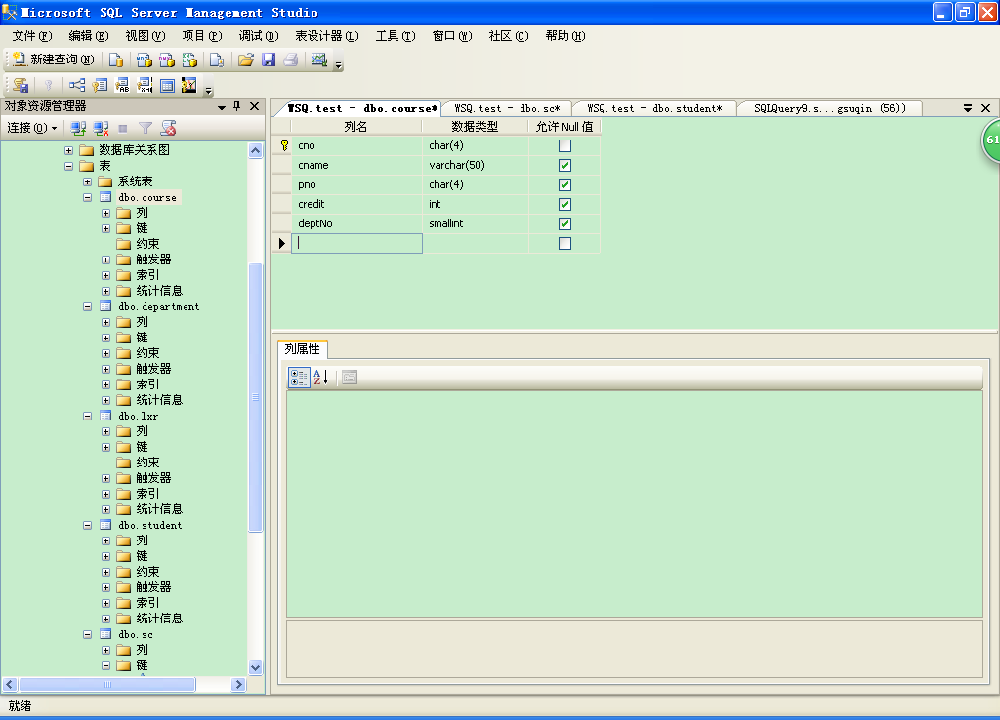 Microsoft SQL Server Management Studio
文件(F) 编辑(E) 视图(V) 项目(P) 调试(D) 表设计器(L) 工具(T) 窗口(W) 社区(C) 帮助(H)
新建查询(N)
对象资源管理器
连接(O)
数据库关系图
表
系统表
dbo.course
列
键
约束
触发器
索引
统计信息
dbo.department
列
键
约束
触发器
索引
统计信息
dbo.lxr
列
键
约束
触发器
索引
统计信息
dbo.student
列
键
约束
触发器
索引
统计信息
dbo.sc
列
键
WSQ.test - dbo.course* WSQ.test - dbo.sc* WSQ.test - dbo.student* SQLQuery9.s...gsuqin (56))
列名 数据类型 允许 Null 值
cno char(4)
cname varchar(50)
pno char(4)
credit int
deptNo smallint
61
列属性
就绪